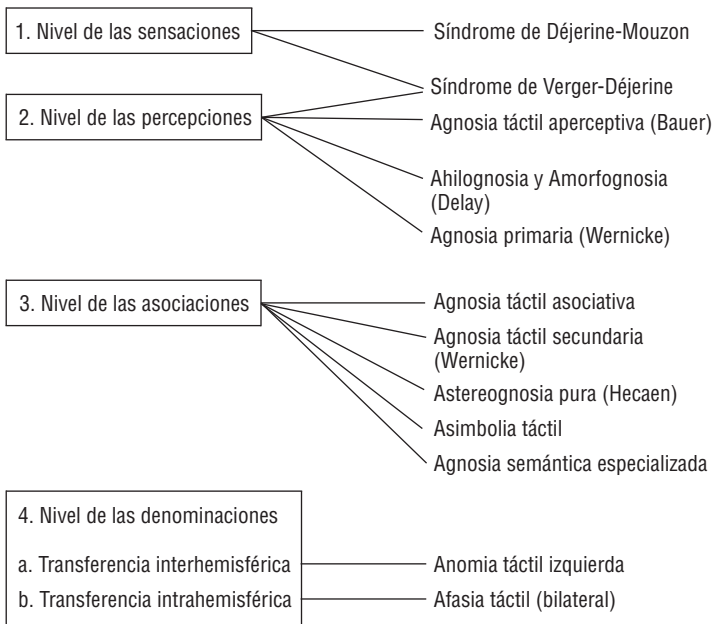 1. Nivel de las sensaciones
Síndrome de Déjerine-Mouzon
Síndrome de Verger-Déjerine
2. Nivel de las percepciones
Agnosia táctil aperceptiva (Bauer)
Ahilognosia y Amorfognosia
(Delay)
Agnosia primaria (Wernicke)
3. Nivel de las asociaciones
Agnosia táctil asociativa
Agnosia táctil secundaria
(Wernicke)
Astereognosia pura (Hecaen)
Asimbolia táctil
Agnosia semántica especializada
4. Nivel de las denominaciones
a. Transferencia interhemisférica
Anomia táctil izquierda
b. Transferencia intrahemisférica
Afasia táctil (bilateral)